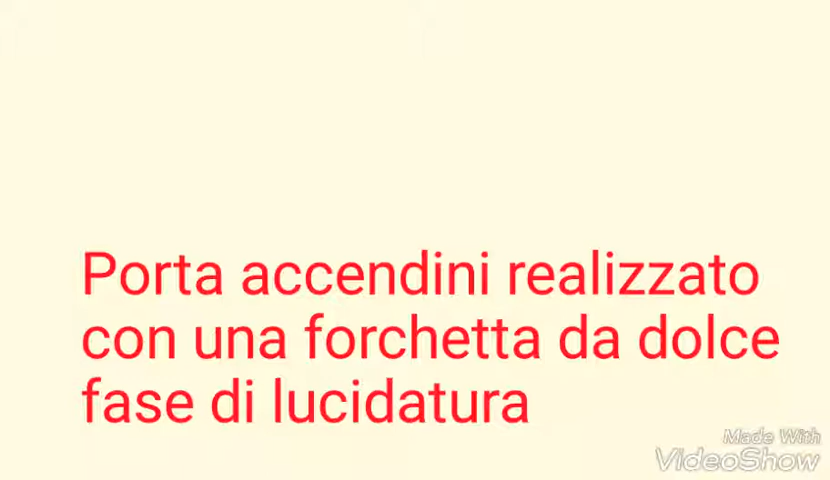 Porta accendini realizzato
con una forchetta da dolce
fase di lucidatura
Made With
VideoShow